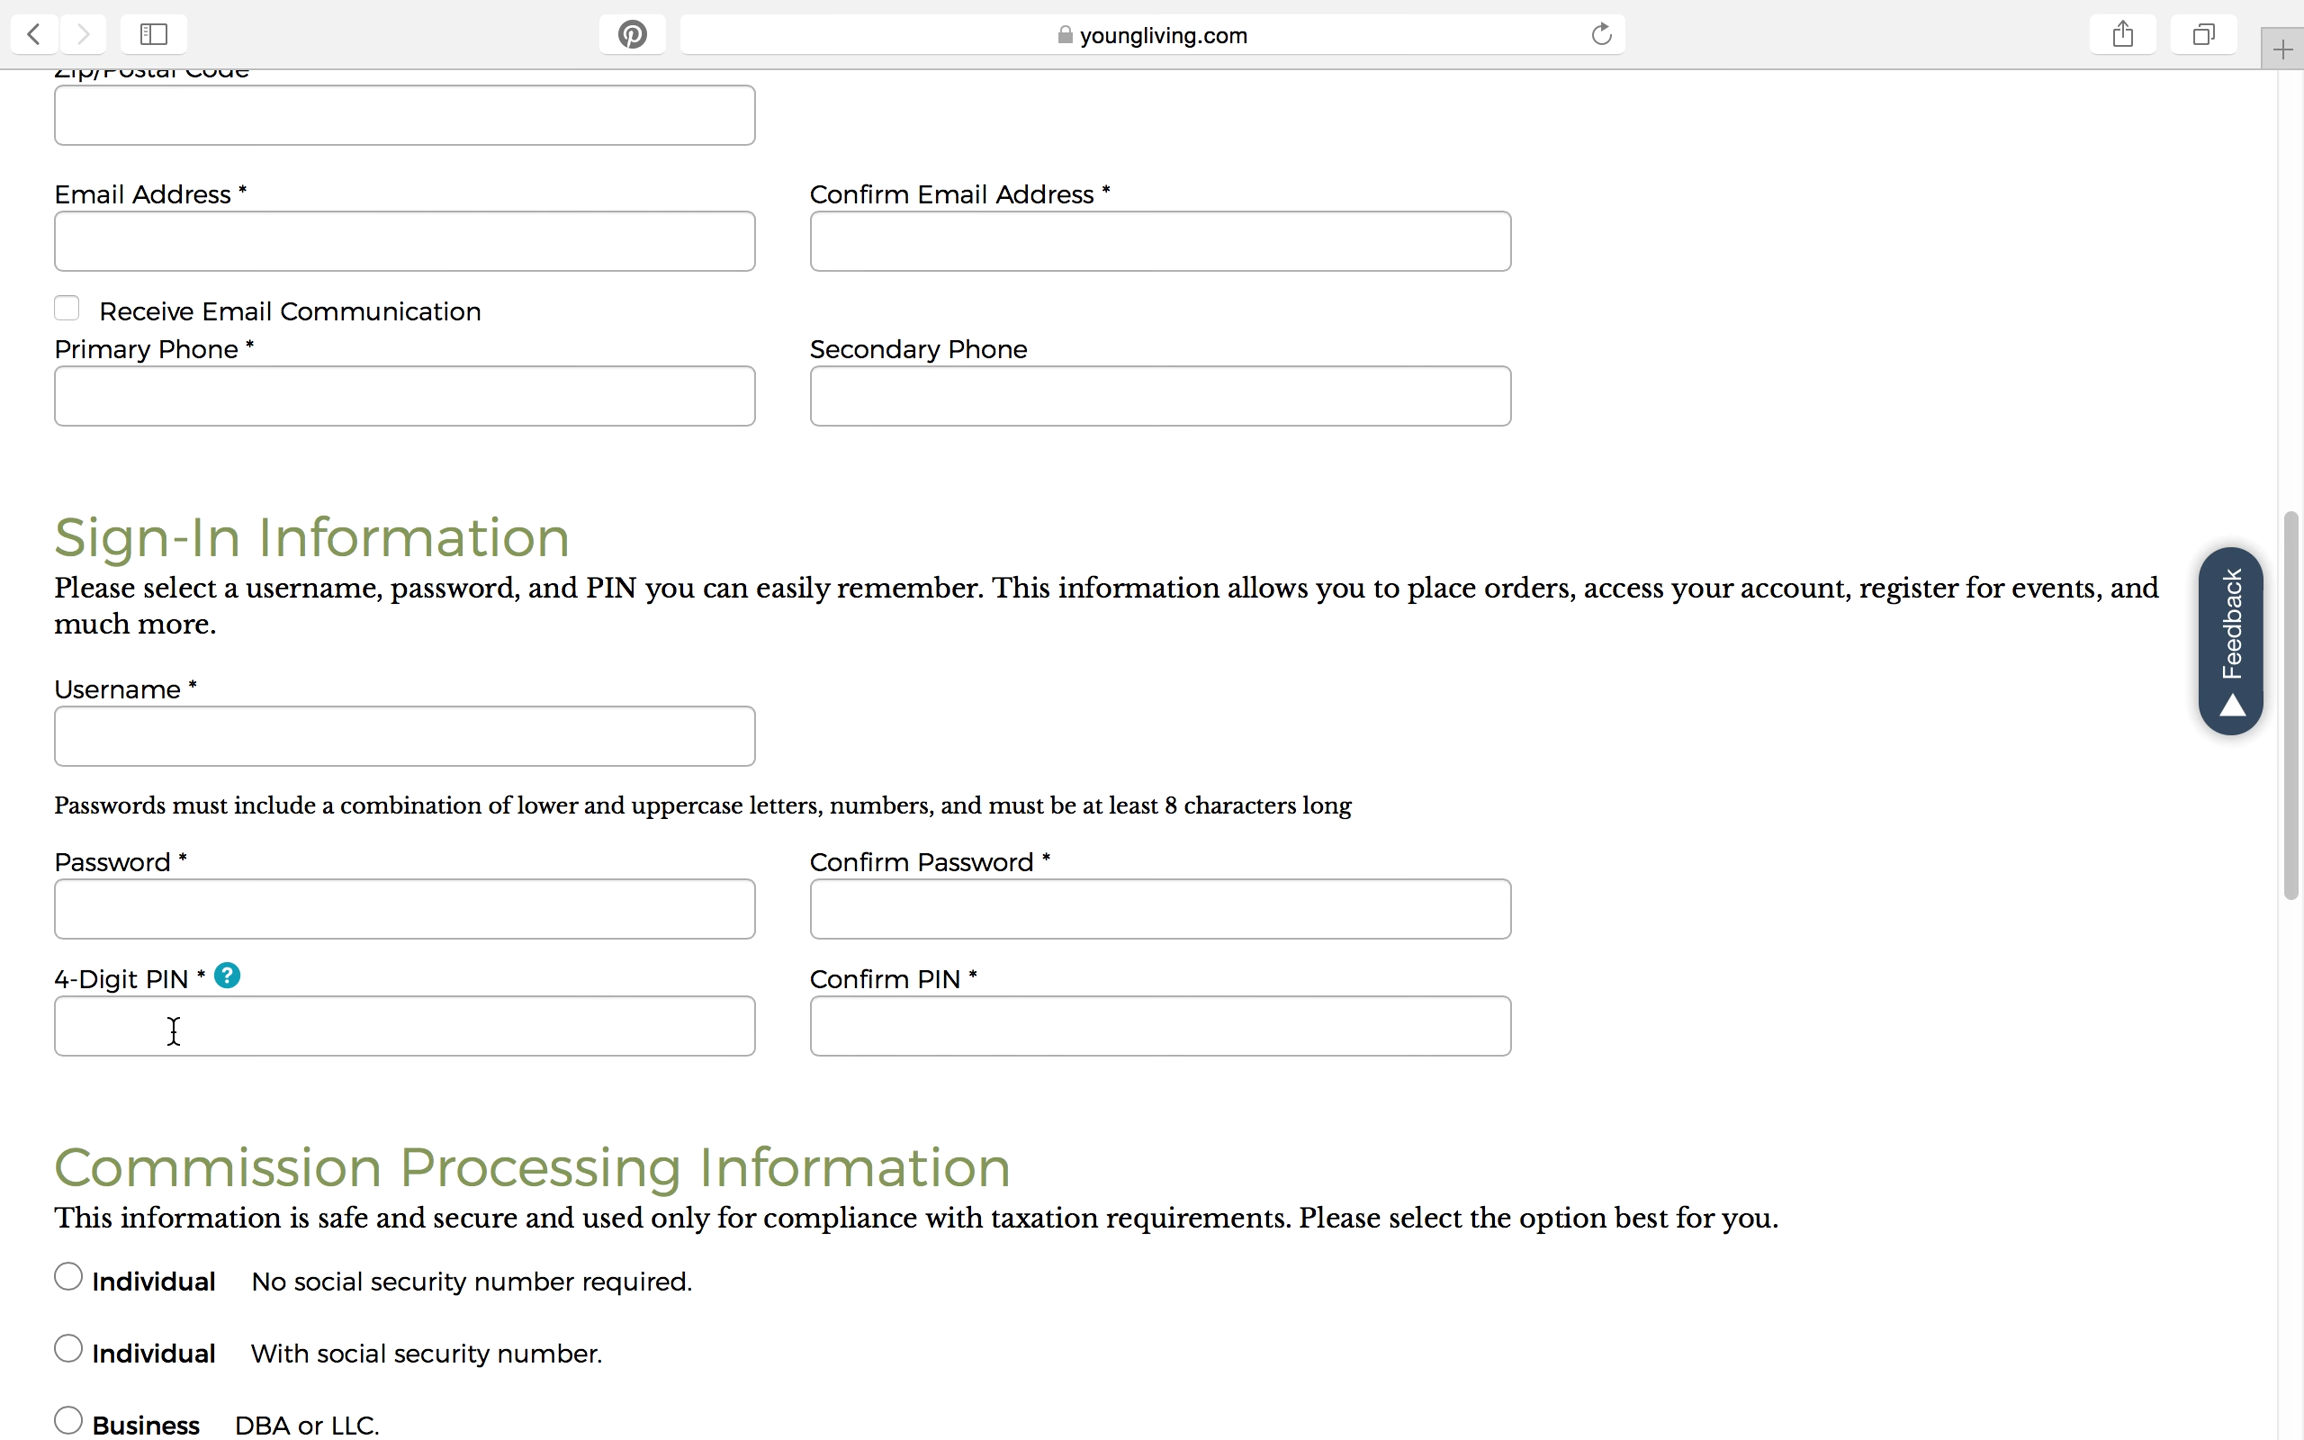 youngliving.com
Zip/Postal Code
Email Address *
Confirm Email Address *
Receive Email Communication
Primary Phone *
Secondary Phone
Sign-In Information
Please select a username, password, and PIN you can easily remember. This information allows you to place orders, access your account, register for events, and
much more.
Feedback
Username *
Passwords must include a combination of lower and uppercase letters, numbers, and must be at least 8 characters long
Password *
Confirm Password *
4-Digit PIN * ?
Confirm PIN *
Commission Processing Information
This information is safe and secure and used only for compliance with taxation requirements. Please select the option best for you.
Individual No social security number required.
Individual With social security number.
Business DBA or LLC.